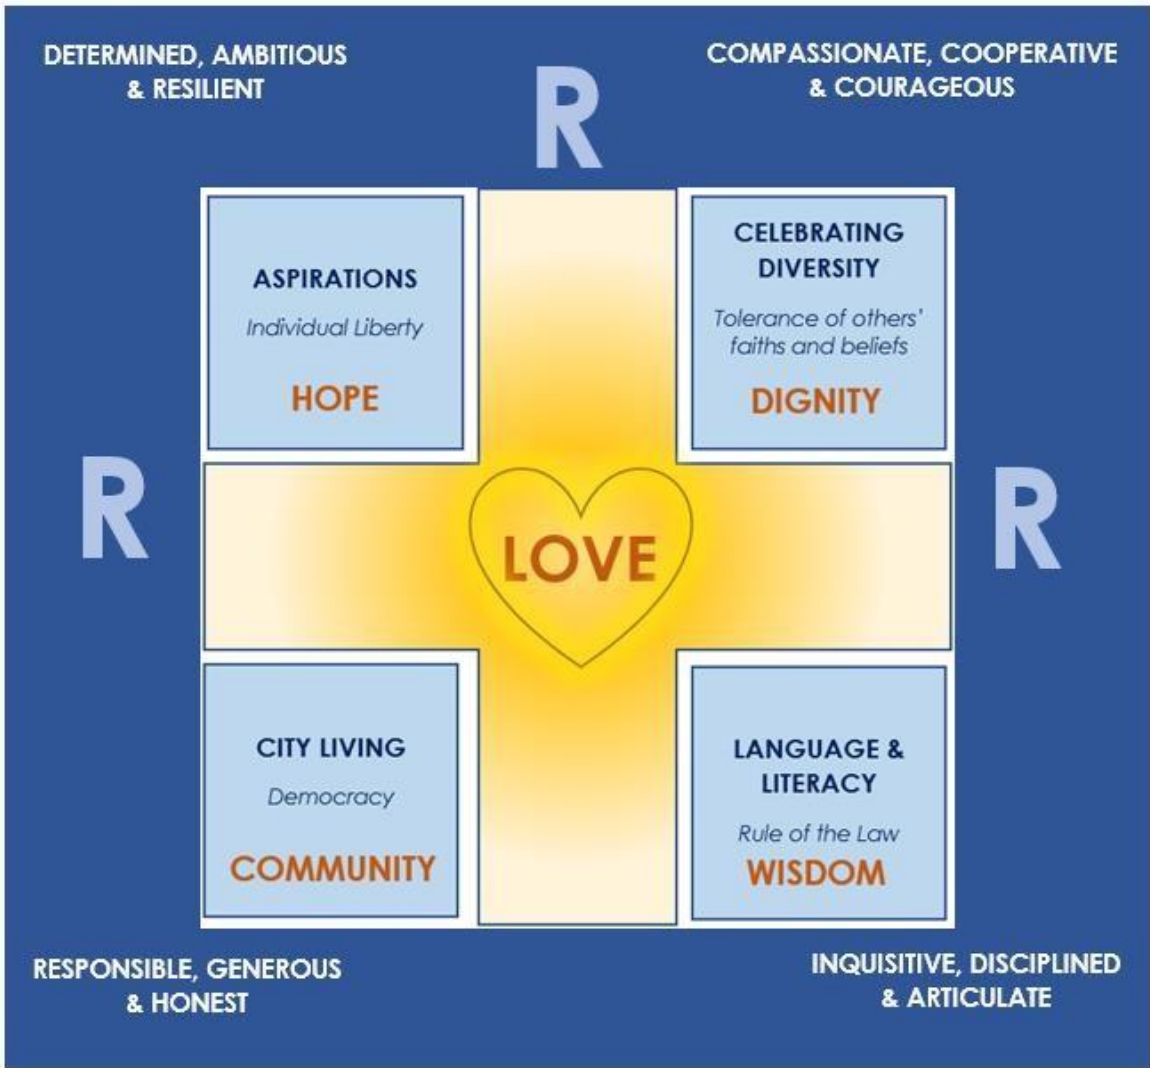 DETERMINED, AMBITIOUS
& RESILIENT
COMPASSIONATE, COOPERATIVE
& COURAGEOUS
R
ASPIRATIONS
Individual Liberty
HOPE
CELEBRATING
DIVERSITY
Tolerance of others'
faiths and beliefs
DIGNITY
R
LOVE
R
CITY LIVING
Democracy
COMMUNITY
LANGUAGE &
LITERACY
Rule of the Law
WISDOM
RESPONSIBLE, GENEROUS
& HONEST
INQUISITIVE, DISCIPLINED
& ARTICULATE